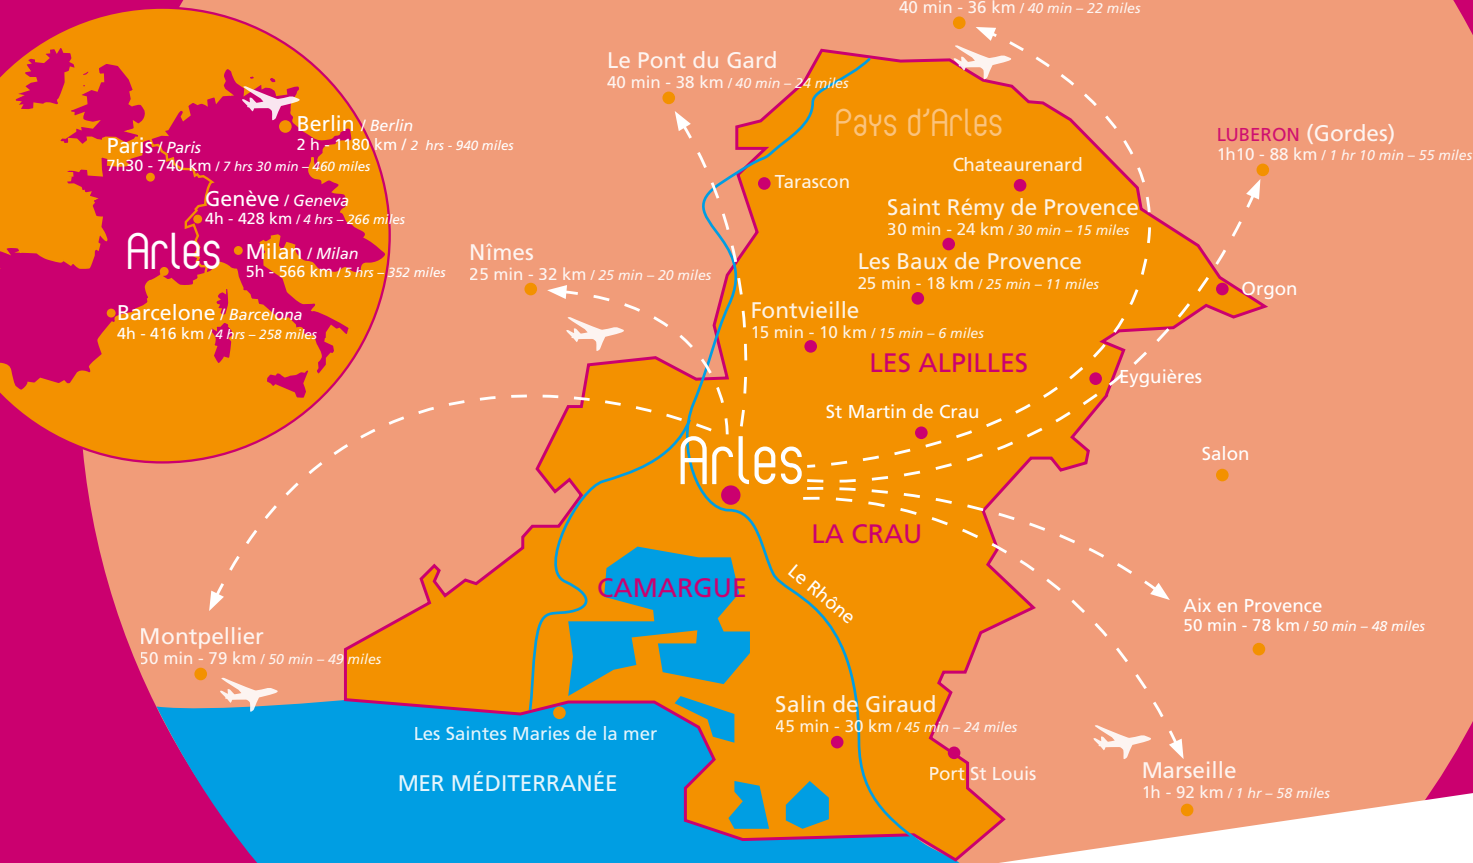 40 min - 36 km / 40 min – 22 miles
Le Pont du Gard
40 min - 38 km / 40 min – 24 miles
Pays d'Arles
LUBERON (Gordes)
1h10 - 88 km / 1 hr 10 min – 55 miles
Berlin / Berlin
2 h - 1180 km / 2 hrs - 940 miles
Paris / Paris
7h30 - 740 km / 7 hrs 30 min – 460 miles
Genève / Geneva
4h - 428 km / 4 hrs – 266 miles
Arles
Milan / Milan
5h - 566 km / 5 hrs – 352 miles
Barcelone / Barcelona
4h - 416 km / 4 hrs – 258 miles
Chateaurenard
Tarascon
Saint Rémy de Provence
30 min - 24 km / 30 min – 15 miles
Nîmes
25 min - 32 km / 25 min – 20 miles
Les Baux de Provence
25 min - 18 km / 25 min – 11 miles
Orgon
Fontvieille
15 min - 10 km / 15 min – 6 miles
LES ALPILLES
Eyguières
St Martin de Crau
Arles
Salon
LA CRAU
CAMARGUE
Le Rhône
Aix en Provence
50 min - 78 km / 50 min – 48 miles
Montpellier
50 min - 79 km / 50 min – 49 miles
Salin de Giraud
45 min - 30 km / 45 min – 24 miles
Les Saintes Maries de la mer
Port St Louis
MER MÉDITERRANÉE
Marseille
1h - 92 km / 1 hr – 58 miles